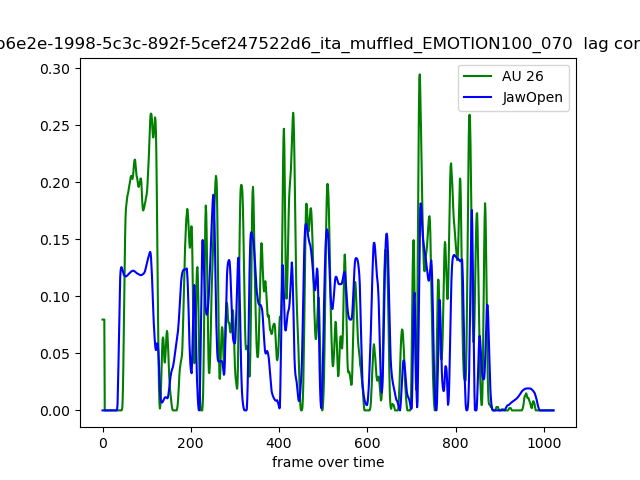 b6e2e-1998-5c3c-892f-5cef247522d6_ita_muffled_EMOTION100_070 lag cor
0.30
0.25
0.20
0.15
0.10
0.05
0.00
AU 26
JawOpen
0 200 400 600 800 1000
frame over time